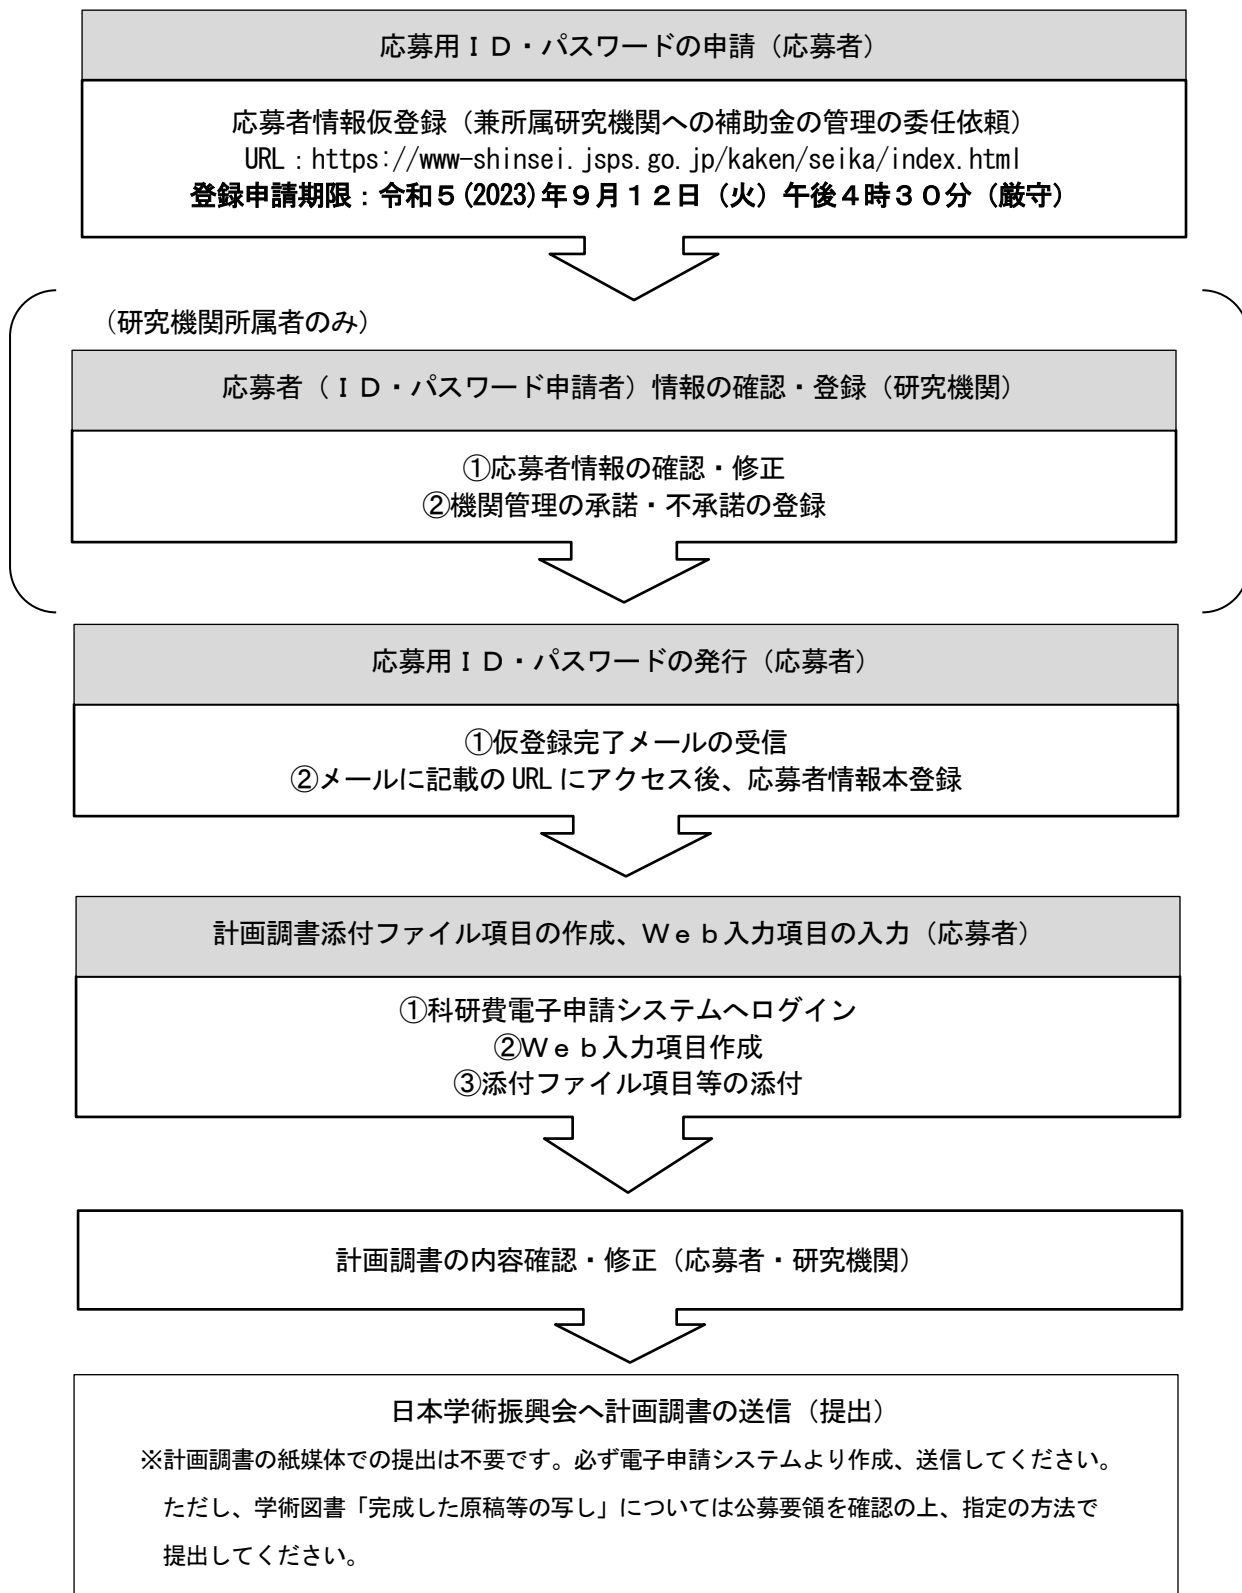 応募用ＩＤ・パスワードの申請（応募者）
応募者情報仮登録（兼所属研究機関への補助金の管理の委任依頼）
URL：https://www-shinsei.jsps.go.jp/kaken/seika/index.html
登録申請期限：令和５(2023)年９月１２日（火）午後４時３０分（厳守）
（研究機関所属者のみ）
応募者（ＩＤ・パスワード申請者）情報の確認・登録（研究機関）
①応募者情報の確認・修正
②機関管理の承諾・不承諾の登録
応募用ＩＤ・パスワードの発行（応募者）
①仮登録完了メールの受信
②メールに記載の URL にアクセス後、応募者情報本登録
計画調書添付ファイル項目の作成、Ｗｅｂ入力項目の入力（応募者）
①科研費電子申請システムへログイン
②Ｗｅｂ入力項目作成
③添付ファイル項目等の添付
計画調書の内容確認・修正（応募者・研究機関）
日本学術振興会へ計画調書の送信（提出）
※計画調書の紙媒体での提出は不要です。必ず電子申請システムより作成、送信してください。
ただし、学術図書「完成した原稿等の写し」については公募要領を確認の上、指定の方法で
提出してください。